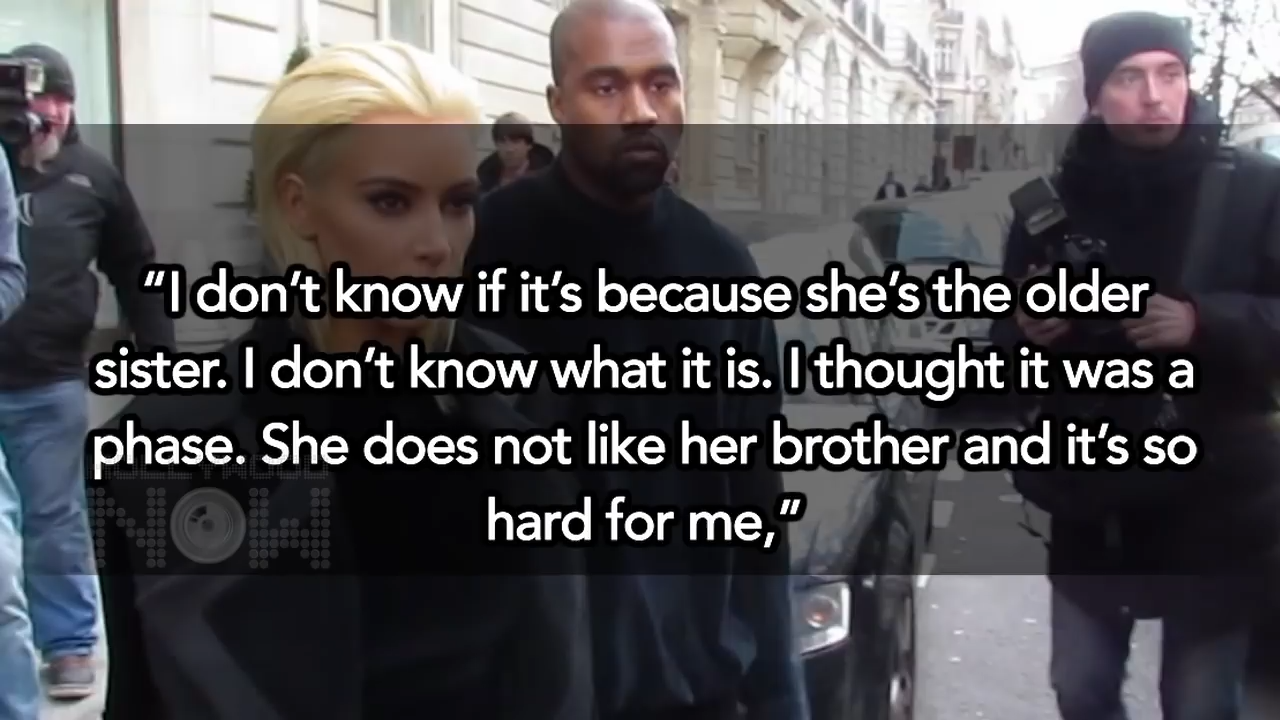 “I don’t know if it’s because she’s the older
sister. I don’t know what it is. I thought it was a
phase. She does not like her brother and it’s so
hard for me,”
NOW